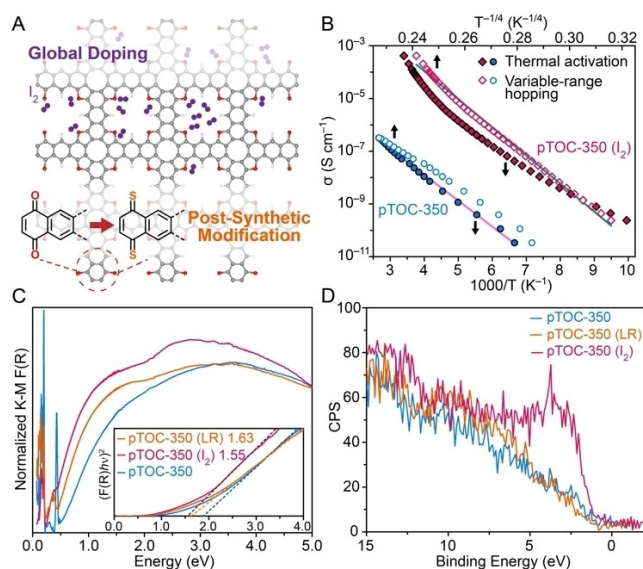 A
Global Doping
I₂
O
O
S
S
Post-Synthetic
Modification
B
T⁻¹/⁴ (K⁻¹/⁴)
0.24 0.26 0.28 0.30 0.32
10⁻³
10⁻⁵
10⁻⁷
10⁻⁹
10⁻¹¹
σ (S cm⁻¹)
Thermal activation
Variable-range
hopping
pTOC-350 (I₂)
pTOC-350
3 4 5 6 7 8 9 10
1000/T (K⁻¹)
C
Normalized K-M F(R)
(F(R)hν)²
pTOC-350 (LR) 1.63
pTOC-350 (I₂) 1.55
pTOC-350
0.0 1.0 2.0 3.0 4.0
0.0 1.0 2.0 3.0 4.0 5.0
Energy (eV)
D
CPS
100
80
60
40
20
0
pTOC-350
pTOC-350 (LR)
pTOC-350 (I₂)
15 10 5 0
Binding Energy (eV)